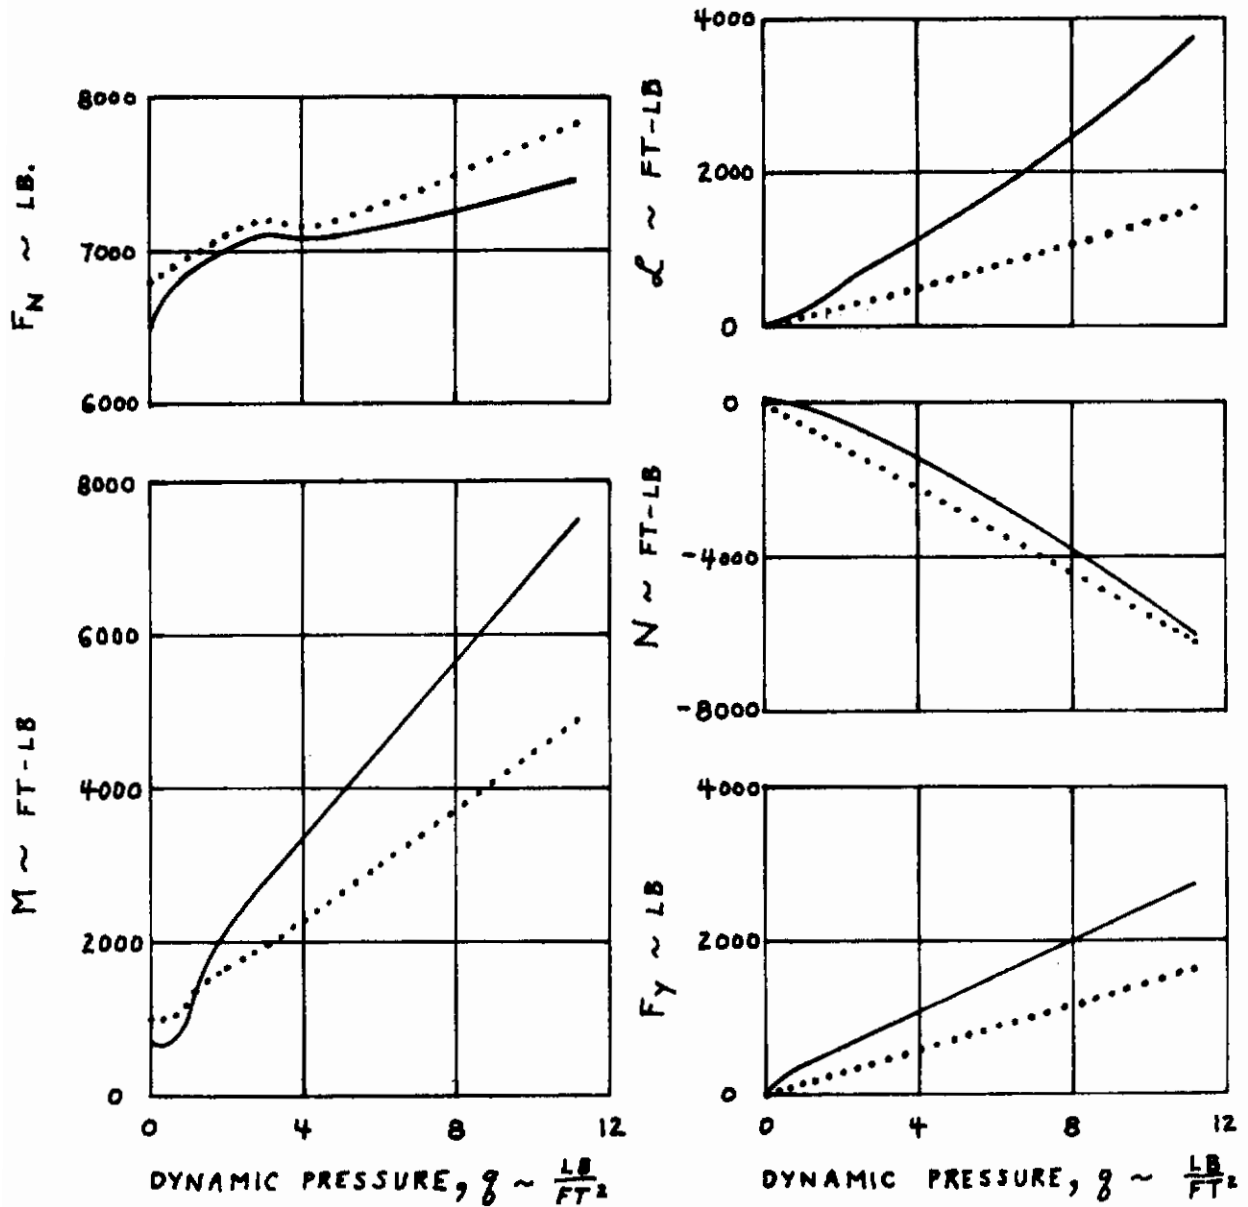 8000
7000
6000
F_N ~ LB.
8000
6000
4000
2000
0
M ~ FT-LB
0 4 8 12
DYNAMIC PRESSURE, q ~ LB/FT²
4000
2000
0
ℒ ~ FT-LB
0
-4000
-8000
N ~ FT-LB
4000
2000
0
Fy ~ LB
0 4 8 12
DYNAMIC PRESSURE, q ~ LB/FT²